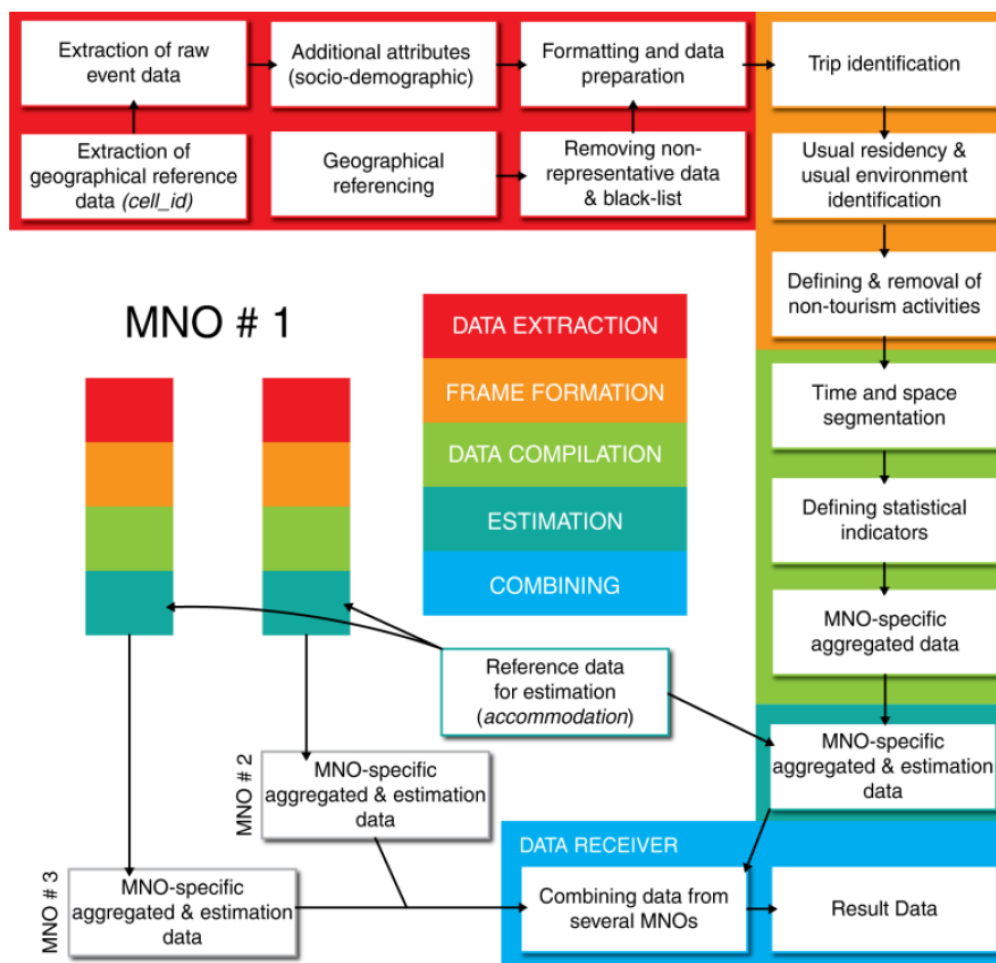 Extraction of raw
event data
Additional attributes
(socio-demographic)
Formatting and data
preparation
Trip identification
Extraction of
geographical reference
data (cell_id)
Geographical
referencing
Removing non-
representative data
& black-list
Usual residency &
usual environment
identification
Defining & removal of
non-tourism activities
MNO # 1
DATA EXTRACTION
FRAME FORMATION
DATA COMPILATION
ESTIMATION
COMBINING
Time and space
segmentation
Defining statistical
indicators
MNO-specific
aggregated data
Reference data
for estimation
(accommodation)
MNO-specific
aggregated & estimation
data
MNO # 2
MNO-specific
aggregated & estimation
data
MNO # 3
MNO-specific
aggregated & estimation
data
DATA RECEIVER
Combining data from
several MNOs
Result Data